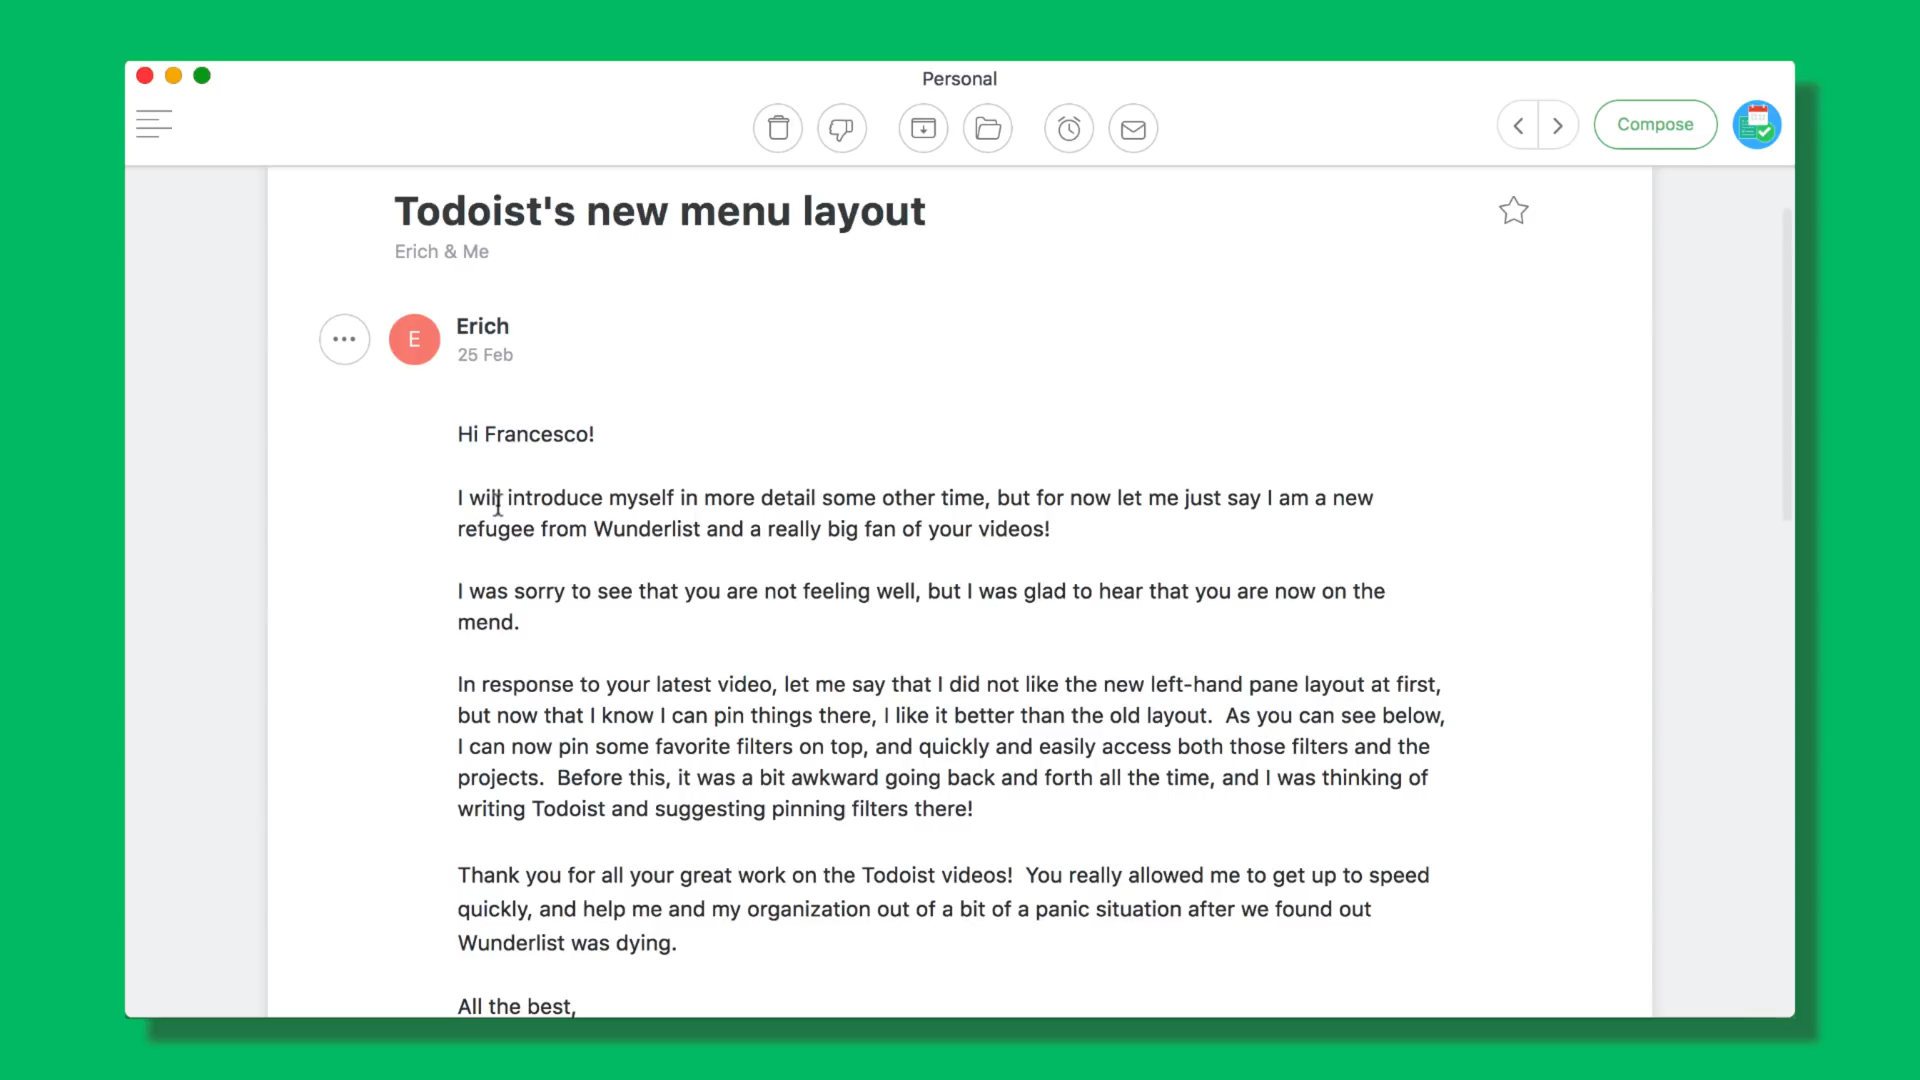 Personal
Compose
Todoist's new menu layout
Erich & Me
E
Erich
25 Feb
Hi Francesco!
I will introduce myself in more detail some other time, but for now let me just say I am a new
refugee from Wunderlist and a really big fan of your videos!
I was sorry to see that you are not feeling well, but I was glad to hear that you are now on the
mend.
In response to your latest video, let me say that I did not like the new left-hand pane layout at first,
but now that I know I can pin things there, I like it better than the old layout.  As you can see below,
I can now pin some favorite filters on top, and quickly and easily access both those filters and the
projects.  Before this, it was a bit awkward going back and forth all the time, and I was thinking of
writing Todoist and suggesting pinning filters there!
Thank you for all your great work on the Todoist videos!  You really allowed me to get up to speed
quickly, and help me and my organization out of a bit of a panic situation after we found out
Wunderlist was dying.
All the best,